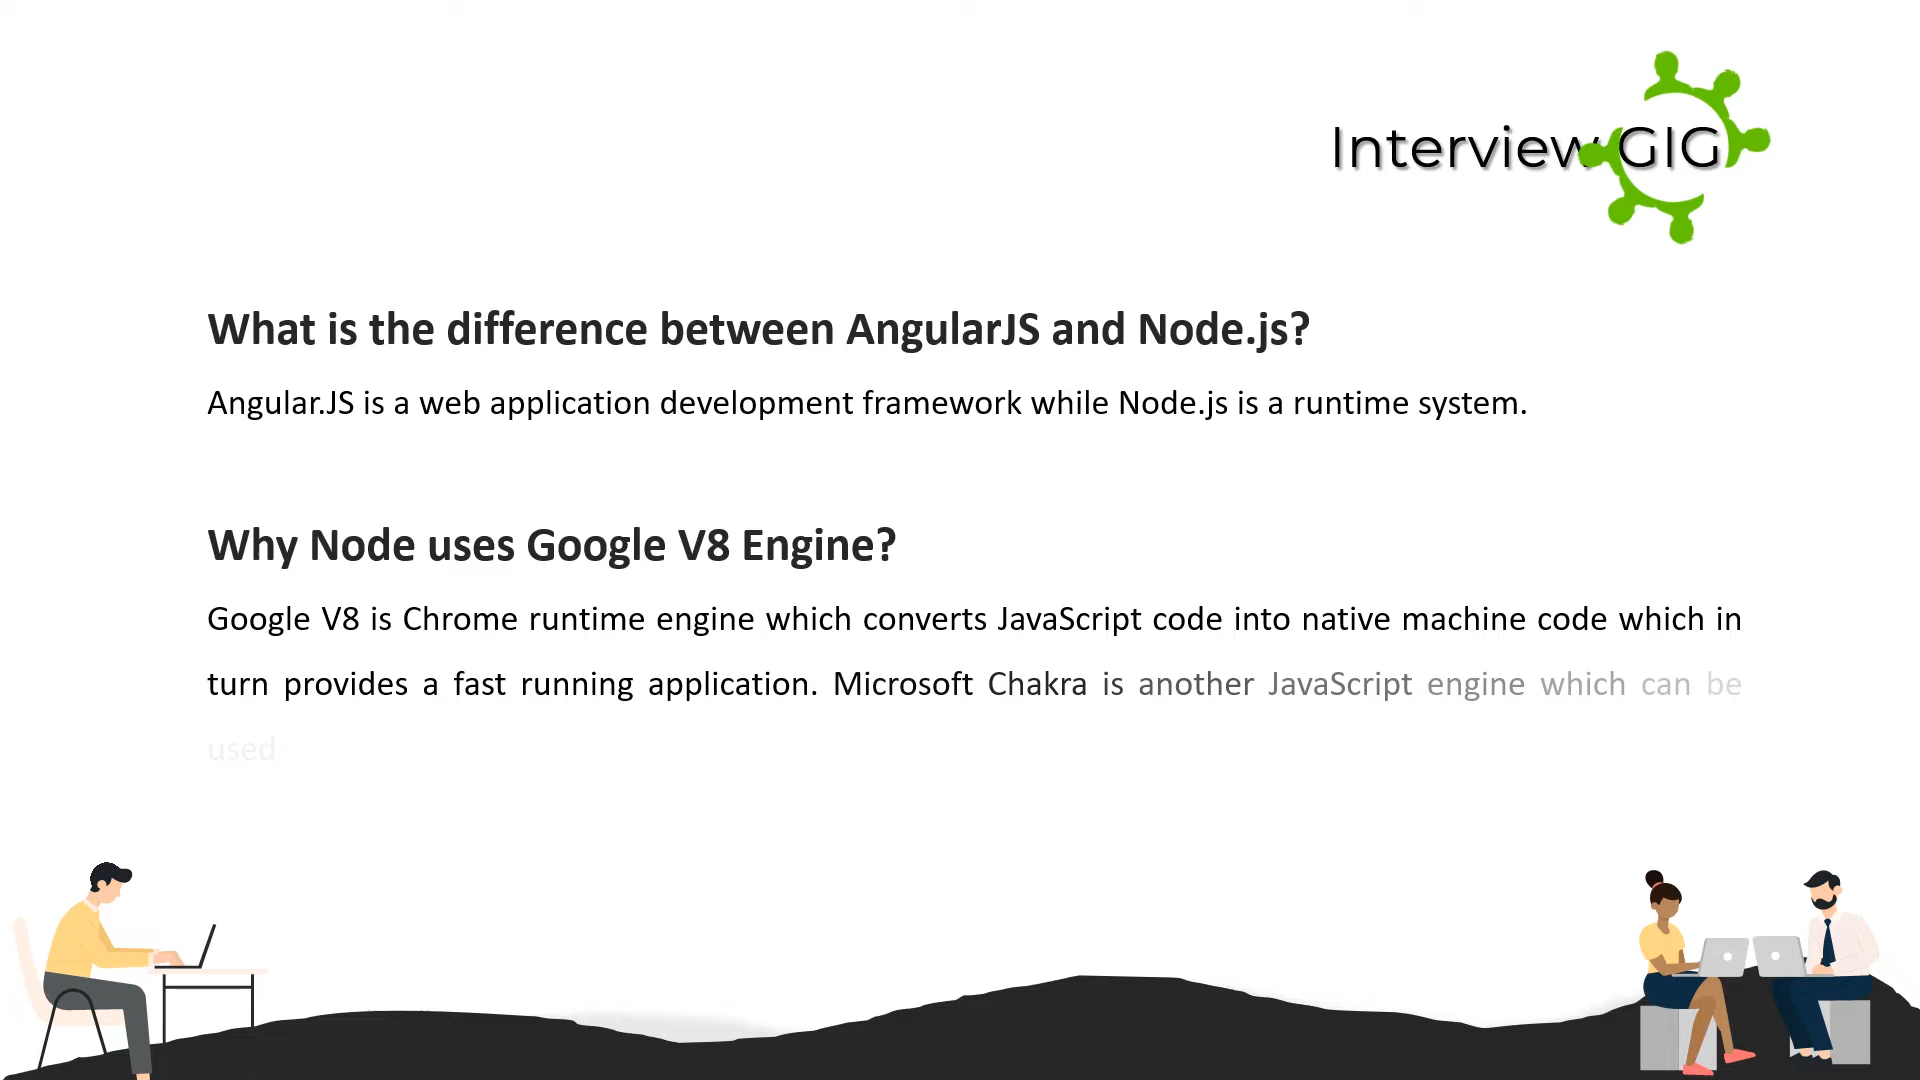 Interview GIG
What is the difference between AngularJS and Node.js?
Angular.JS is a web application development framework while Node.js is a runtime system.
Why Node uses Google V8 Engine?
Google V8 is Chrome runtime engine which converts JavaScript code into native machine code which in
turn provides a fast running application. Microsoft Chakra is another JavaScript engine which can be
used